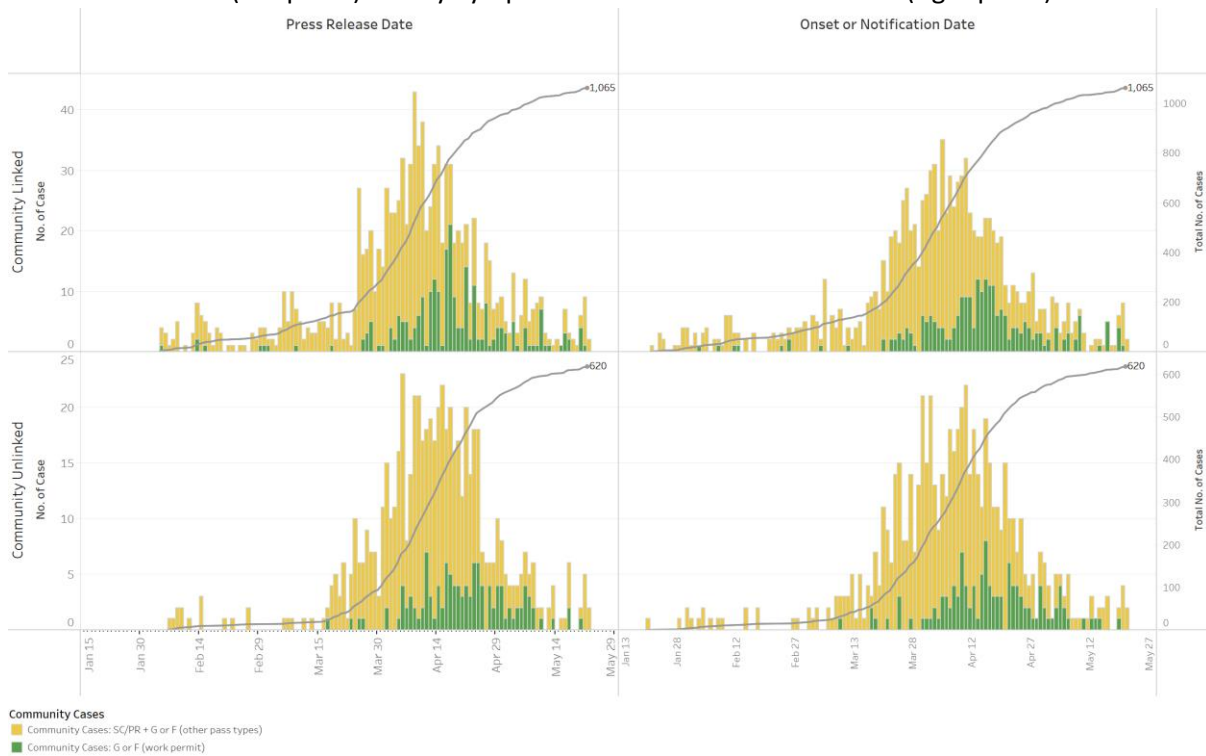 Press Release Date
Onset or Notification Date
Community Linked
No. of Case
40
30
20
10
0
1,065
1,065
1000
800
600
400
200
0
Total No. of Cases
Community Unlinked
No. of Case
25
20
15
10
5
0
620
620
600
500
400
300
200
100
0
Total No. of Cases
Jan 15
Jan 30
Feb 14
Feb 29
Mar 15
Mar 30
Apr 14
Apr 29
May 14
May 29
Jan 13
Jan 28
Feb 12
Feb 27
Mar 13
Mar 28
Apr 12
Apr 27
May 12
May 27
Community Cases
Community Cases: SC/PR + G or F (other pass types)
Community Cases: G or F (work permit)